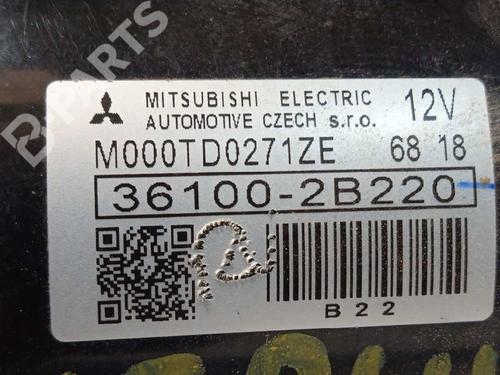 B-PARTS
MITSUBISHI ELECTRIC 12V
AUTOMOTIVE CZECH s.r.o.
M000TD0271ZE 68 18
36100-2B220
B22